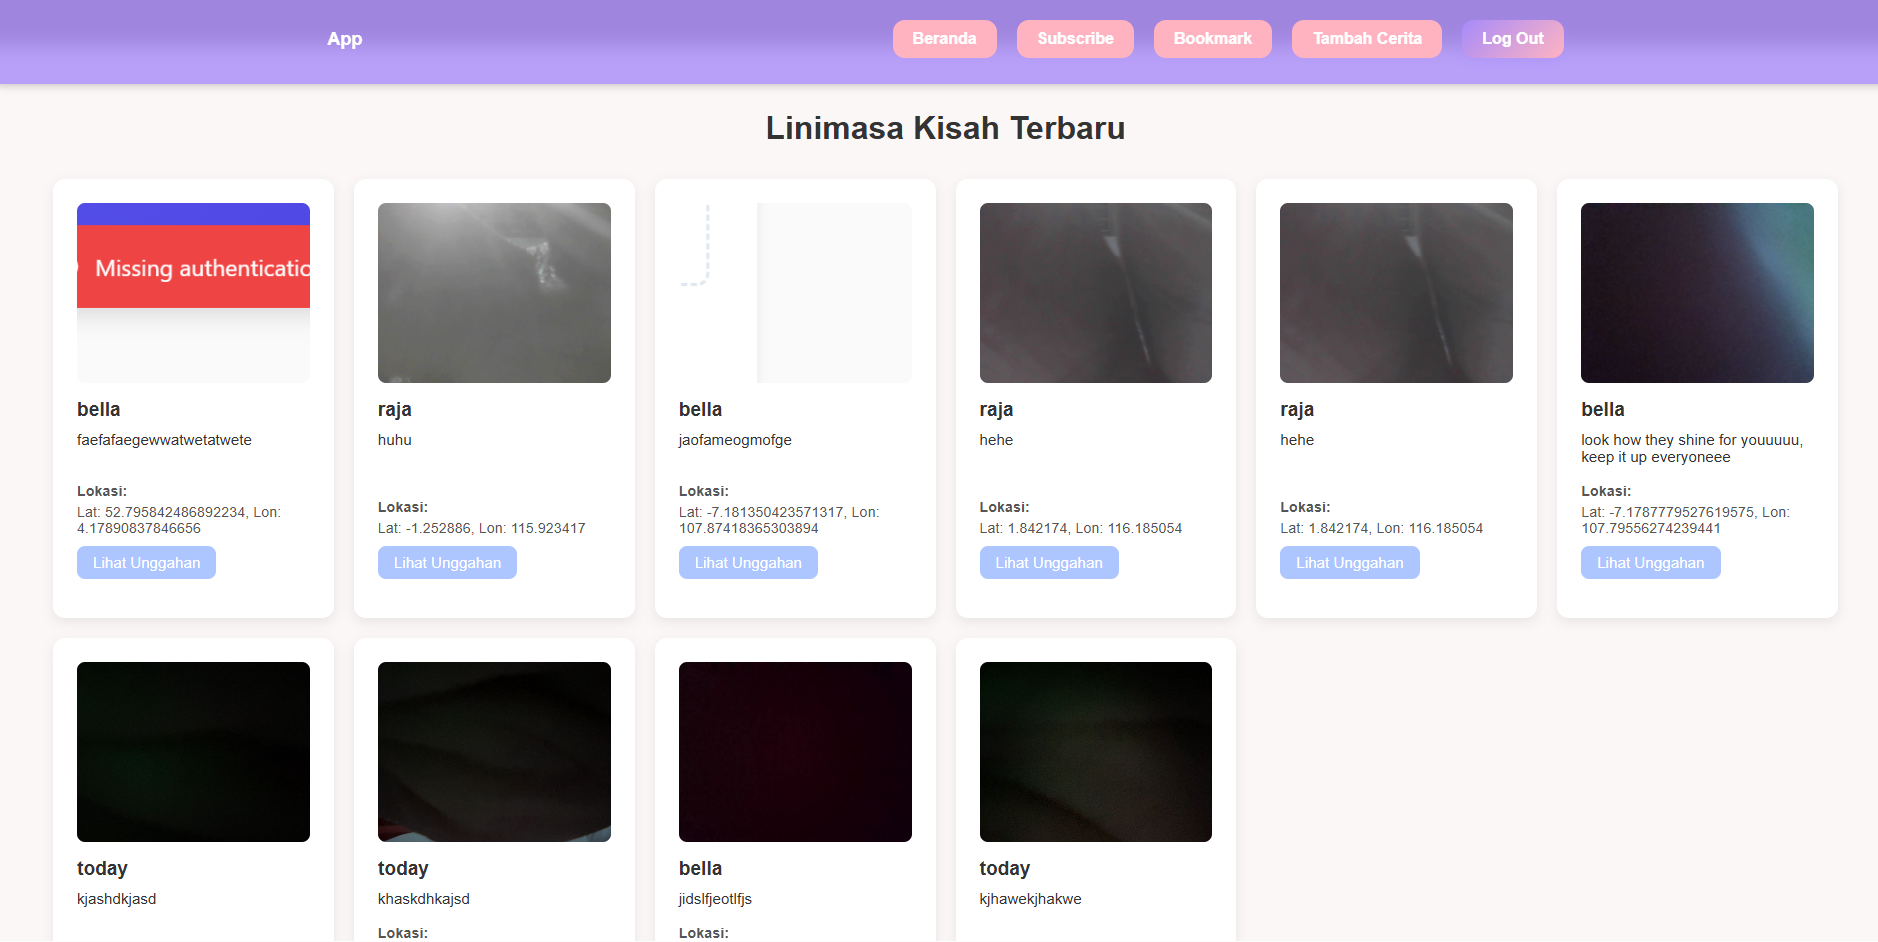 App
Beranda
Subscribe
Bookmark
Tambah Cerita
Log Out
Linimasa Kisah Terbaru
Missing authenticatio
bella
faefafaegewwatwetatwete
Lokasi:
Lat: 52.795842486892234, Lon:
4.17890837846656
Lihat Unggahan
raja
huhu
Lokasi:
Lat: -1.252886, Lon: 115.923417
Lihat Unggahan
bella
jaofameogmofge
Lokasi:
Lat: -7.181350423571317, Lon:
107.87418365303894
Lihat Unggahan
raja
hehe
Lokasi:
Lat: 1.842174, Lon: 116.185054
Lihat Unggahan
raja
hehe
Lokasi:
Lat: 1.842174, Lon: 116.185054
Lihat Unggahan
bella
look how they shine for youuuuu,
keep it up everyoneee
Lokasi:
Lat: -7.1787779527619575, Lon:
107.79556274239441
Lihat Unggahan
today
kjashdkjasd
today
khaskdhkajsd
Lokasi:
bella
jidslfjeotlfjs
Lokasi:
today
kjhawekjhakwe